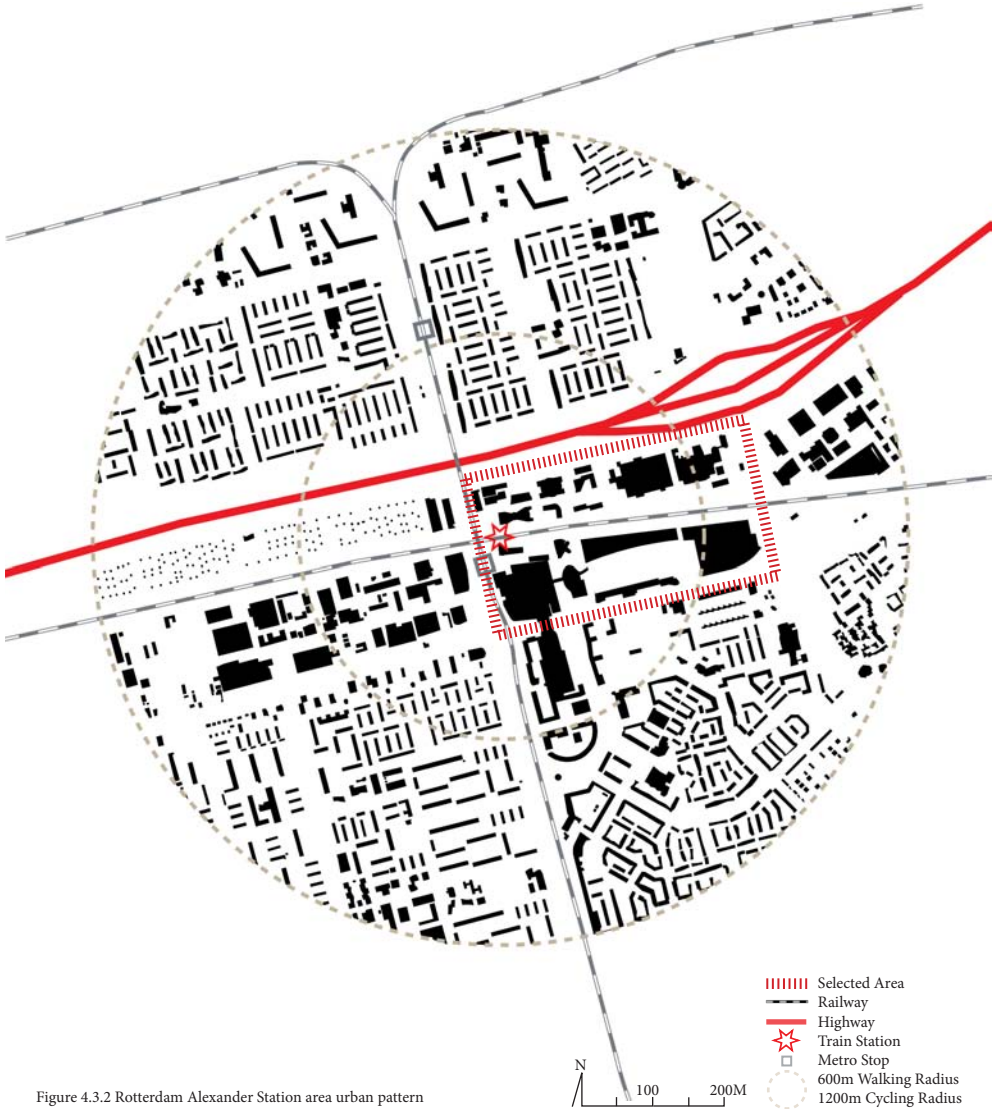 Selected Area
Railway
Highway
Train Station
Metro Stop
600m Walking Radius
1200m Cycling Radius
N
100 200M
Figure 4.3.2 Rotterdam Alexander Station area urban pattern